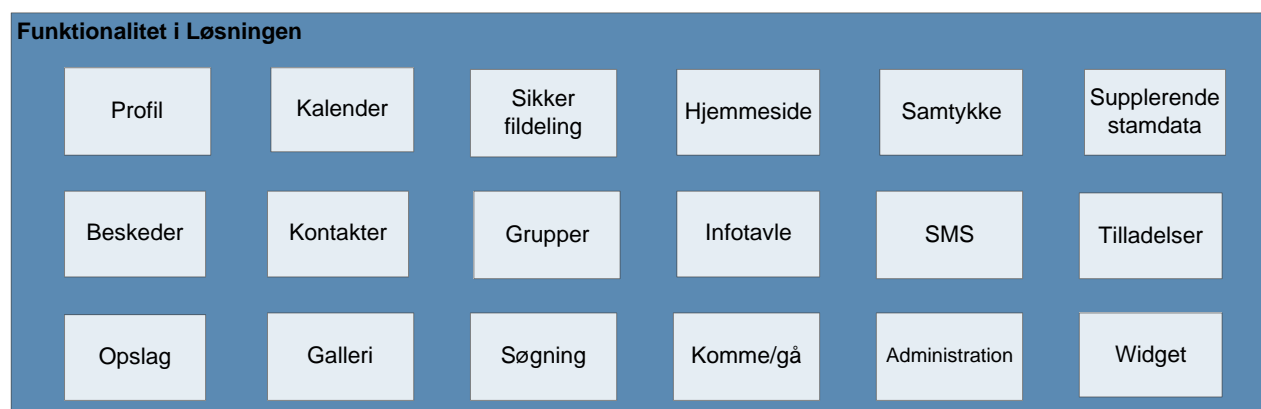 Funktionalitet i Løsningen
Profil
Kalender
Sikker
fildeling
Hjemmeside
Samtykke
Supplerende
stamdata
Beskeder
Kontakter
Grupper
Infotavle
SMS
Tilladelser
Opslag
Galleri
Søgning
Komme/gå
Administration
Widget